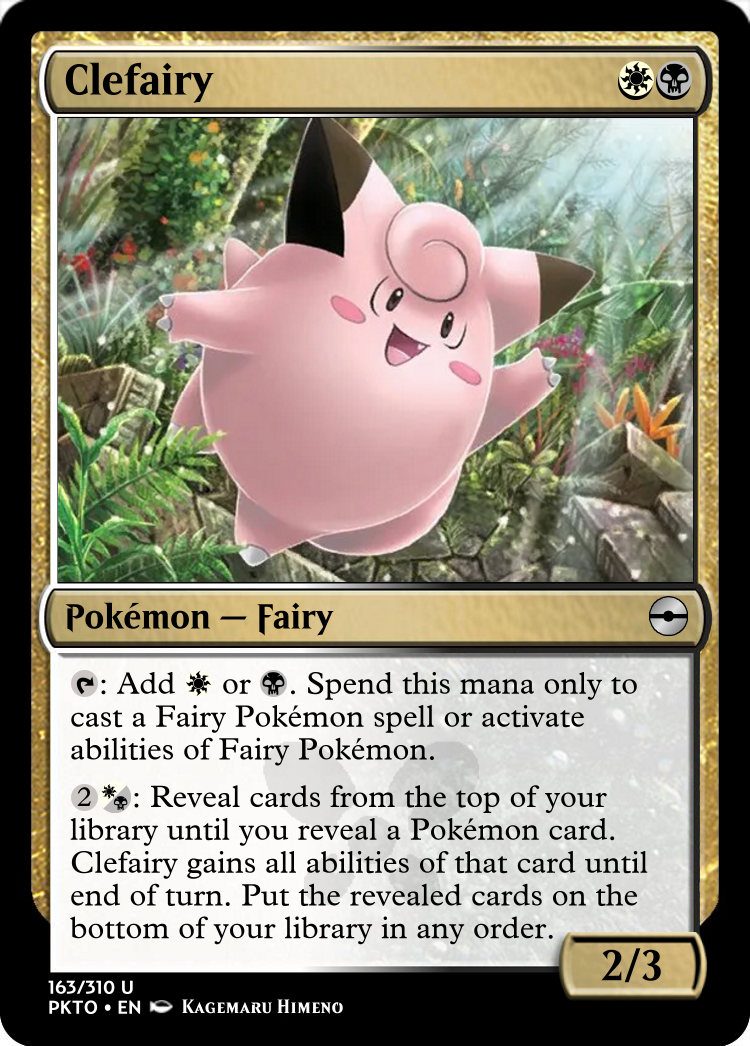 Clefairy
Pokémon — Fairy
: Add or . Spend this mana only to
cast a Fairy Pokémon spell or activate
abilities of Fairy Pokémon.
2 : Reveal cards from the top of your
library until you reveal a Pokémon card.
Clefairy gains all abilities of that card until
end of turn. Put the revealed cards on the
bottom of your library in any order.
2/3
163/310 U
PKTO • EN Kagemaru Himeno